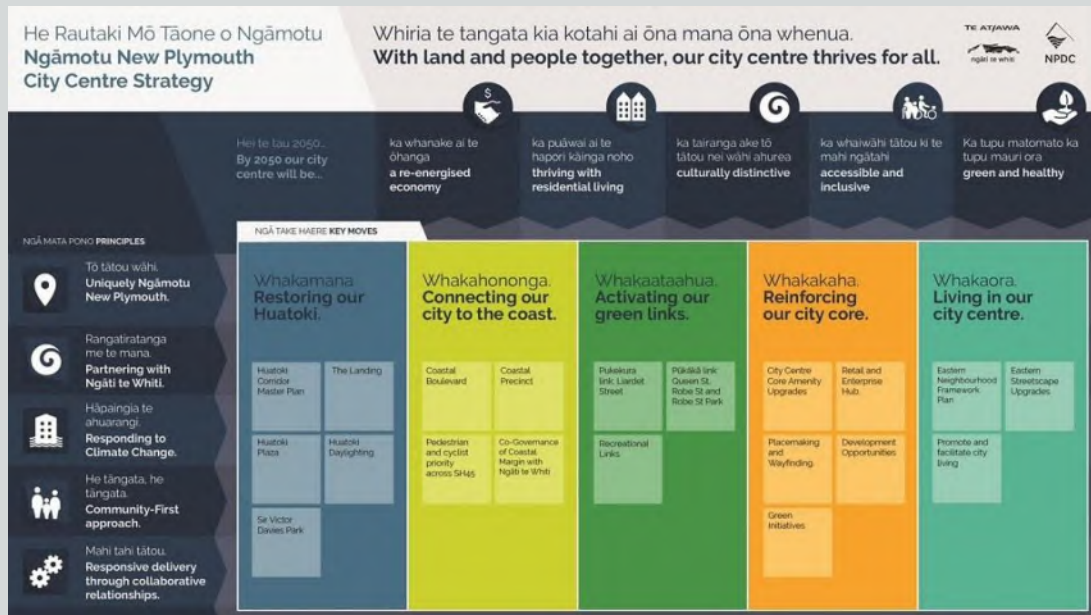 He Rautaki Mō Tāone o Ngāmotu
Ngāmotu New Plymouth
City Centre Strategy
Whiria te tangata kia kotahi ai ōna mana ōna whenua.
With land and people together, our city centre thrives for all.
TE ATIAWA
ngāti te whiti
NPDC
Hei te tau 2050...
By 2050 our city
centre will be...
ka whanake ai te
ōhanga
a re-energised
economy
ka puāwai ai te
hapori kāinga noho
thriving with
residential living
ka tairanga ake tō
tātou nei wāhi ahurea
culturally distinctive
ka whaiwāhi tātou ki te
mahi ngātahi
accessible and
inclusive
Ka tupu matomato ka
tupu mauri ora
green and healthy
NGĀ MATA PONO PRINCIPLES
Tō tātou wāhi.
Uniquely Ngāmotu
New Plymouth.
Rangatiratanga
me te mana.
Partnering with
Ngāti te Whiti.
Hāpaingia te
ahuarangi.
Responding to
Climate Change.
He tāngata, he
tāngata.
Community-First
approach.
Mahi tahi tātou.
Responsive delivery
through collaborative
relationships.
NGĀ TAKE HAERE KEY MOVES
Whakamana.
Restoring our
Huatoki.
Huatoki
Corridor
Master Plan
The Landing
Huatoki
Plaza
Huatoki
Daylighting
Sir Victor
Davies Park
Whakahononga.
Connecting our
city to the coast.
Coastal
Boulevard
Coastal
Precinct
Pedestrian
and cyclist
priority
across SH45
Co-Governance
of Coastal
Margin with
Ngāti te Whiti
Whakaataahua.
Activating our
green links.
Pukekura
link, Liardet
Street
Pūkākā link
Queen St,
Robe St and
Robe St Park
Recreational
Links
Whakakaha.
Reinforcing
our city core.
City Centre
Core Amenity
Upgrades
Retail and
Enterprise
Hub.
Placemaking
and
Wayfinding.
Development
Opportunities
Green
Initiatives
Whakaora.
Living in our
city centre.
Eastern
Neighbourhood
Framework
Plan
Eastern
Streetscape
Upgrades
Promote and
facilitate city
living